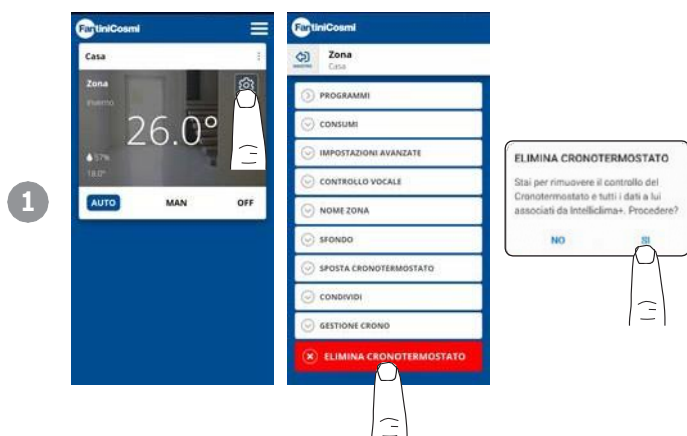 1
FantiniCosmi
Casa
Zona
Inverno
26.0°
57%
18.0°
AUTO MAN OFF
FantiniCosmi
Zona
Casa
PROGRAMMI
CONSUMI
IMPOSTAZIONI AVANZATE
CONTROLLO VOCALE
NOME ZONA
SFONDO
SPOSTA CRONOTERMOSTATO
CONDIVIDI
GESTIONE CRONO
ELIMINA CRONOTERMOSTATO
ELIMINA CRONOTERMOSTATO
Stai per rimuovere il controllo del
Cronotermostato e tutti i dati a lui
associati da Intelliclima+. Procedere?
NO SI